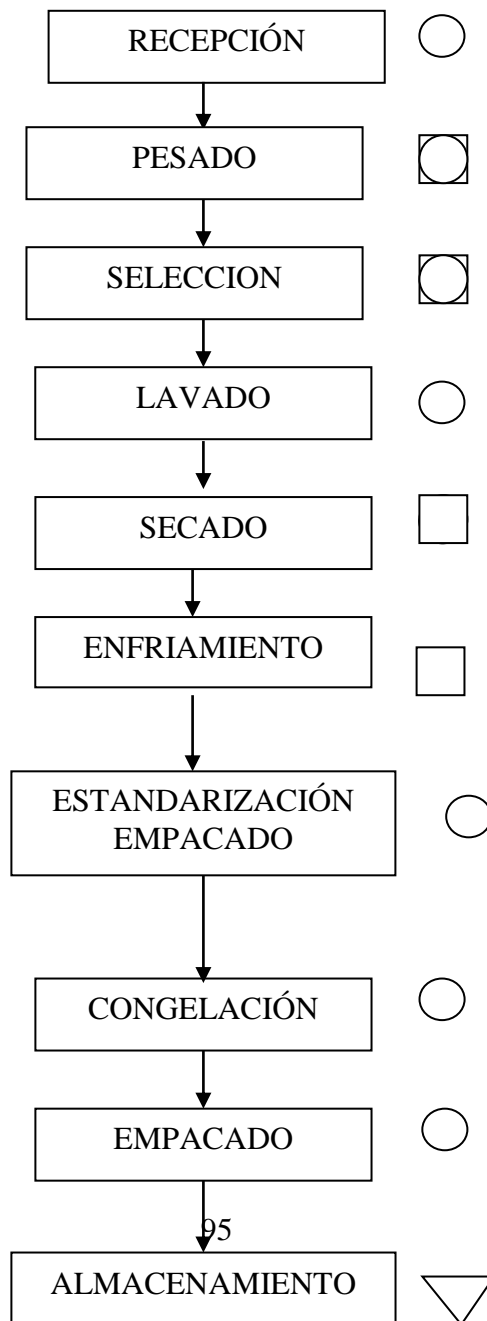 RECEPCIÓN
PESADO
SELECCION
LAVADO
SECADO
ENFRIAMIENTO
ESTANDARIZACIÓN
EMPACADO
CONGELACIÓN
EMPACADO
95
ALMACENAMIENTO